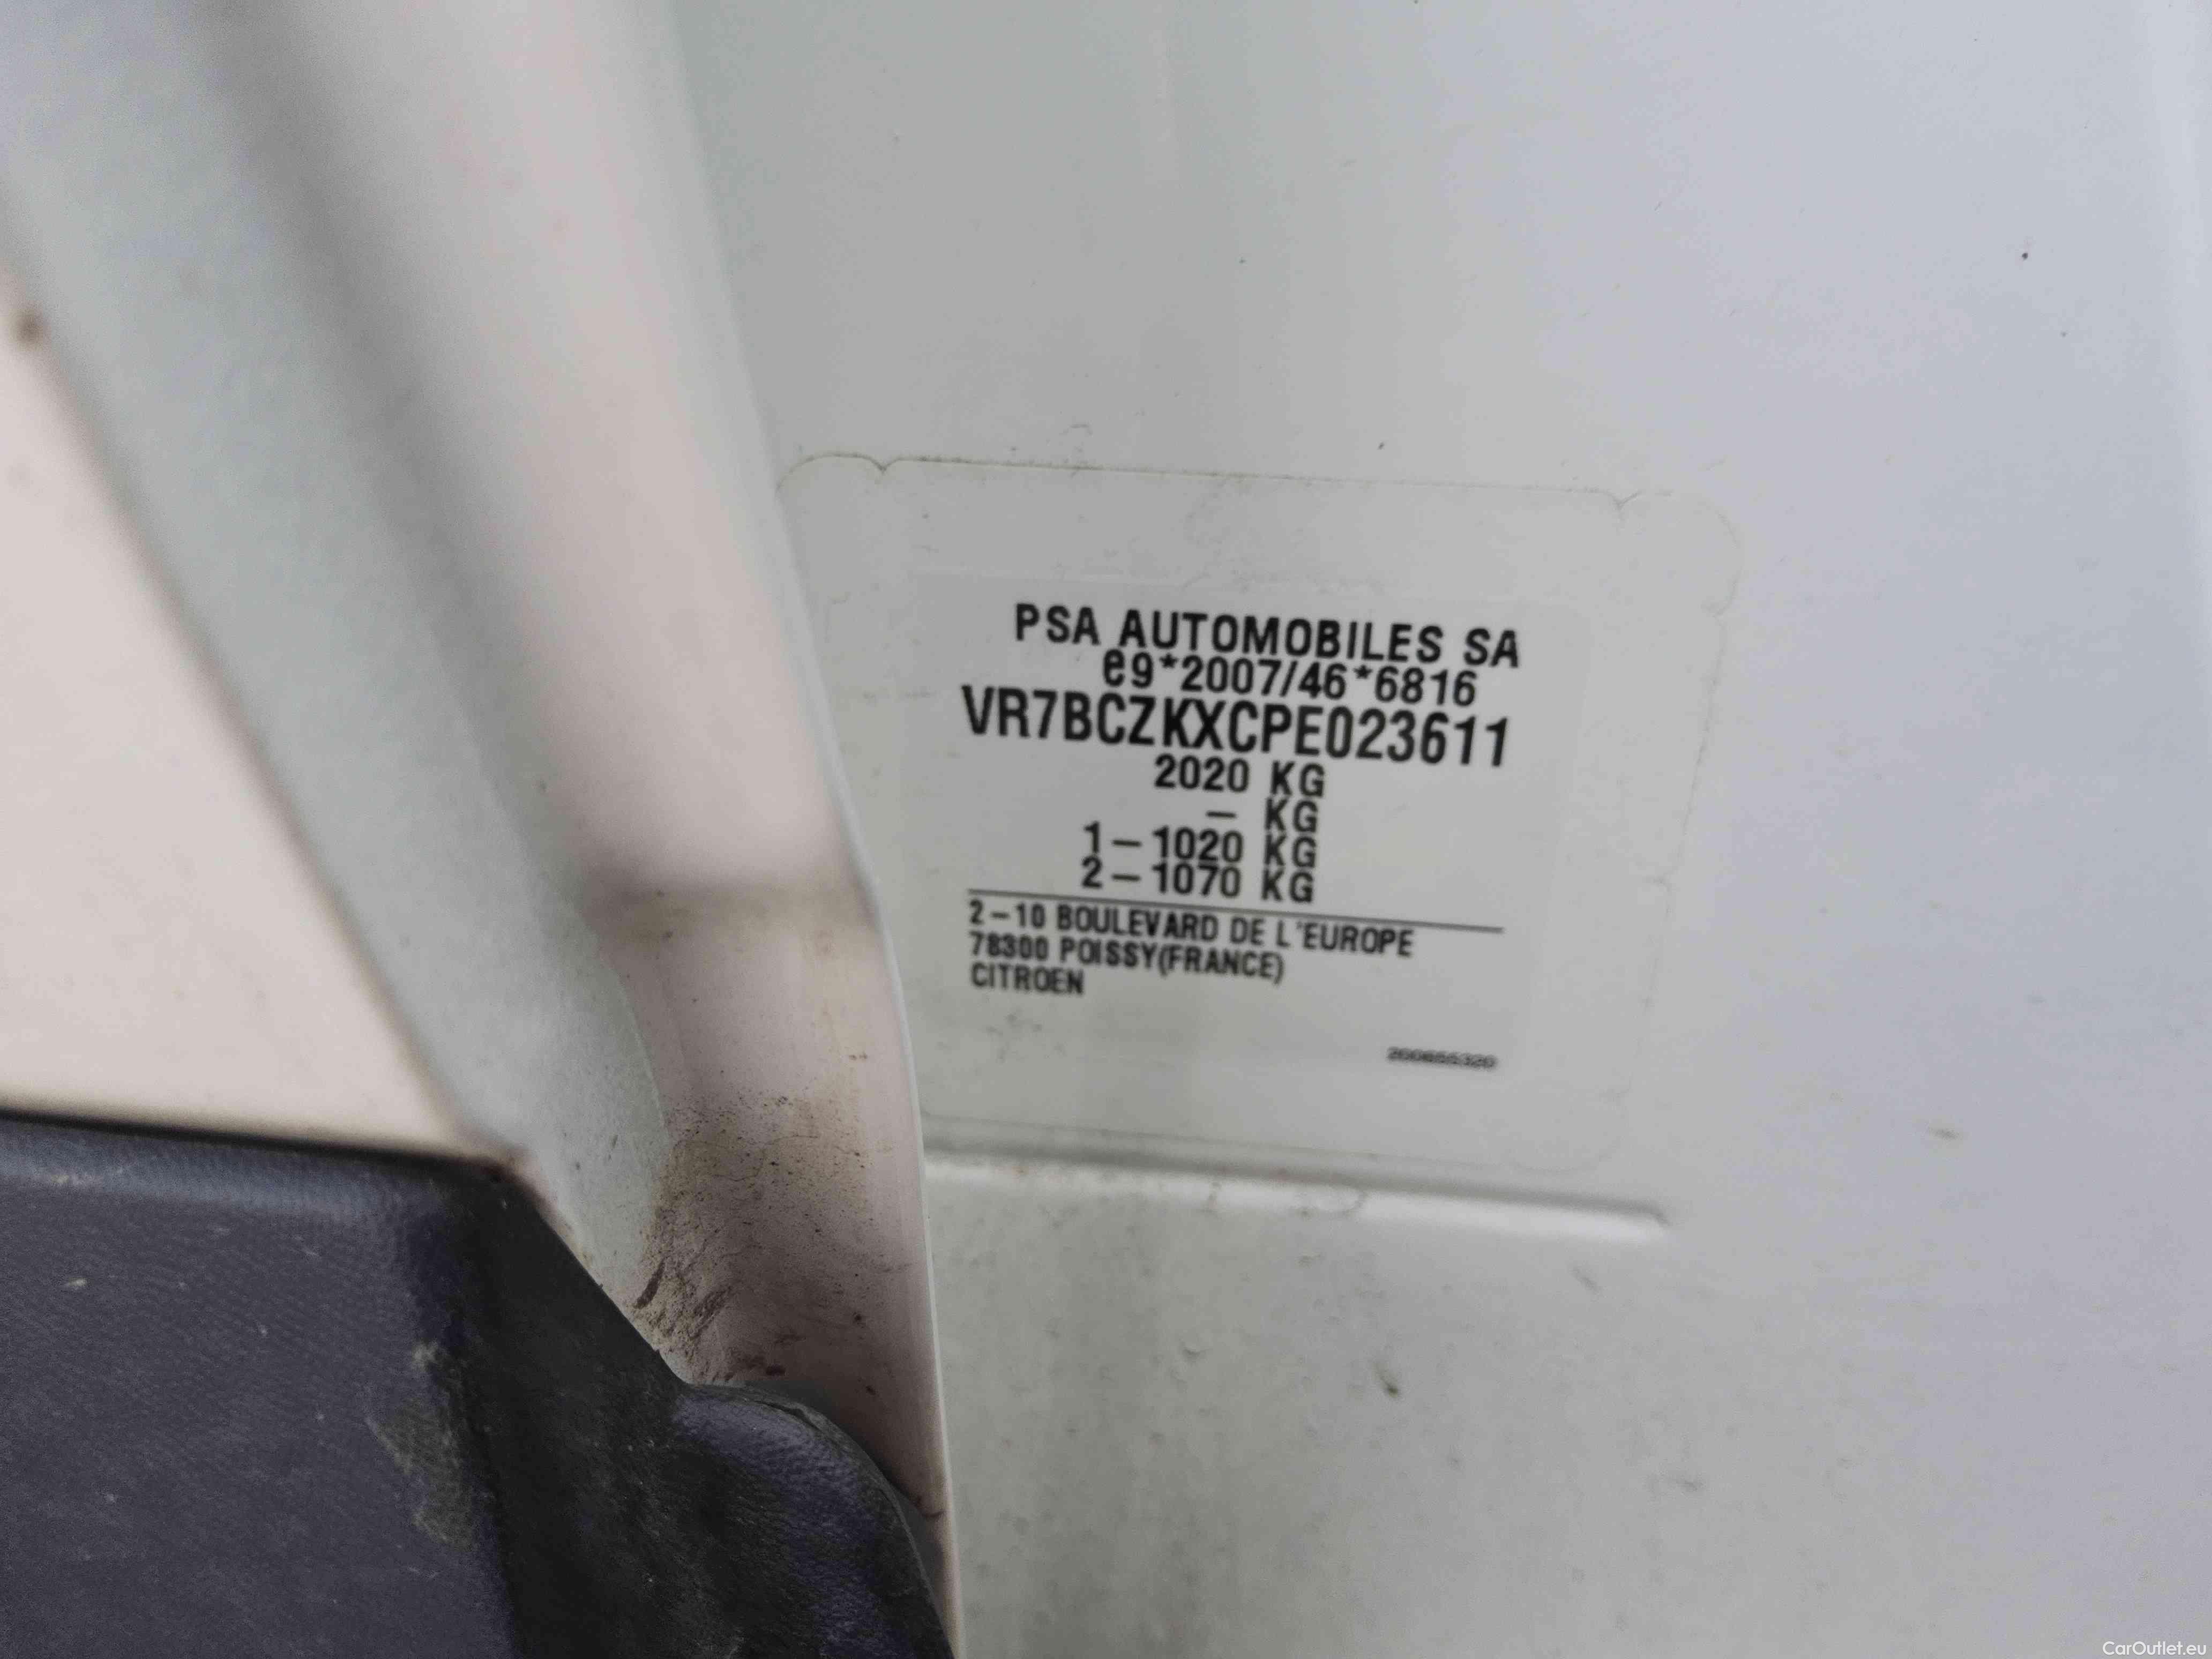 PSA AUTOMOBILES SA
e9*2007/46*6816
VR7BCZKXCPE023611
2020 KG
– KG
1–1020 KG
2–1070 KG
2–10 BOULEVARD DE L'EUROPE
78300 POISSY(FRANCE)
CITROEN
CarOutlet.eu